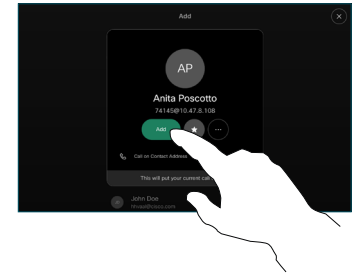 Add
AP
Anita Poscotto
74145@10.47.8.108
Add
Call on Contact Address
This will put your current cal
John Doe